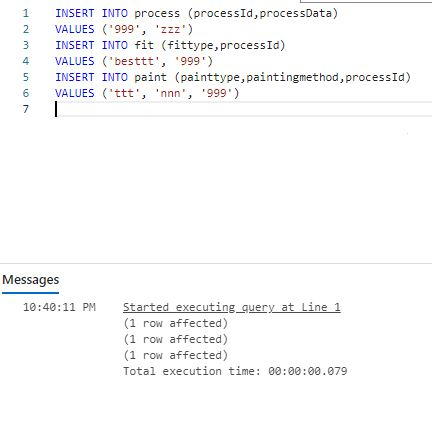 1 INSERT INTO process (processId,processData)
2 VALUES ('999', 'zzz')
3 INSERT INTO fit (fittype,processId)
4 VALUES ('besttt', '999')
5 INSERT INTO paint (painttype,paintingmethod,processId)
6 VALUES ('ttt', 'nnn', '999')
7
Messages
10:40:11 PM Started executing query at Line 1
(1 row affected)
(1 row affected)
(1 row affected)
Total execution time: 00:00:00.079